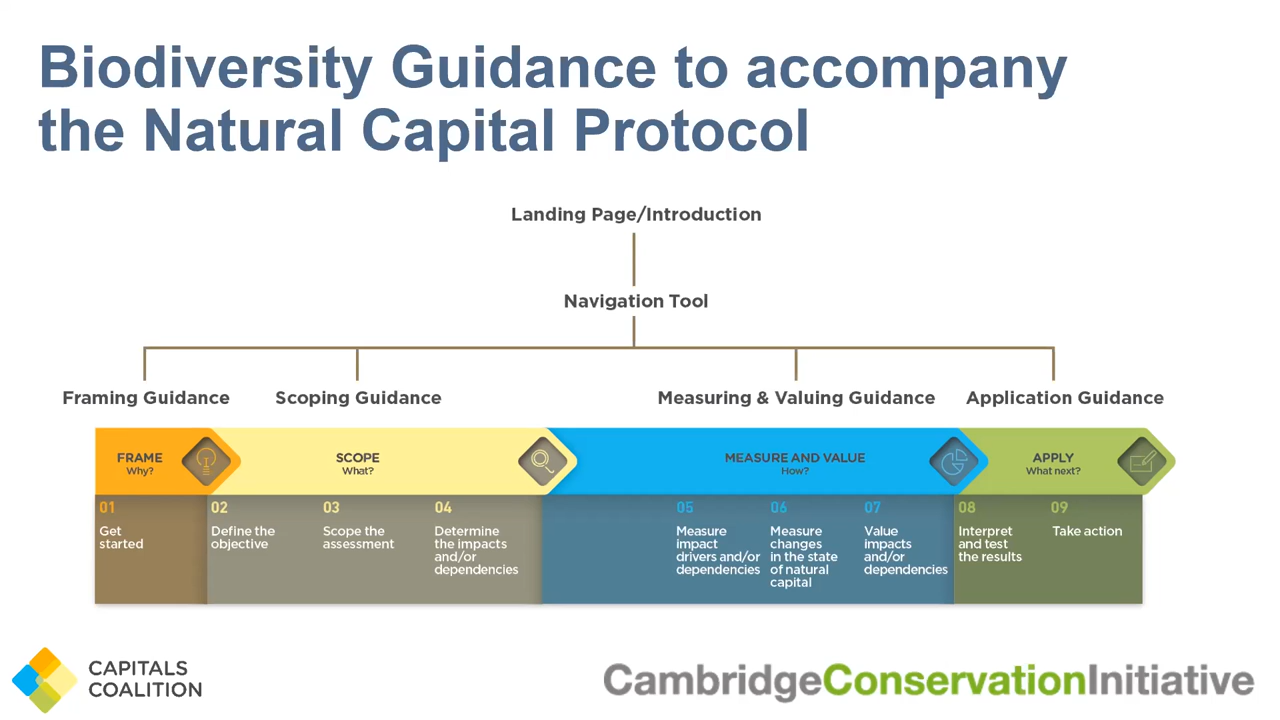 Biodiversity Guidance to accompany
the Natural Capital Protocol
Landing Page/Introduction
Navigation Tool
Framing Guidance
Scoping Guidance
Measuring & Valuing Guidance
Application Guidance
FRAME
Why?
SCOPE
What?
MEASURE AND VALUE
How?
APPLY
What next?
01
Get
started
02
Define the
objective
03
Scope the
assessment
04
Determine
the impacts
and/or
dependencies
05
Measure
impact
drivers and/or
dependencies
06
Measure
changes
in the state
of natural
capital
07
Value
impacts
and/or
dependencies
08
Interpret
and test
the results
09
Take action
CAPITALS
COALITION
CambridgeConservationInitiative